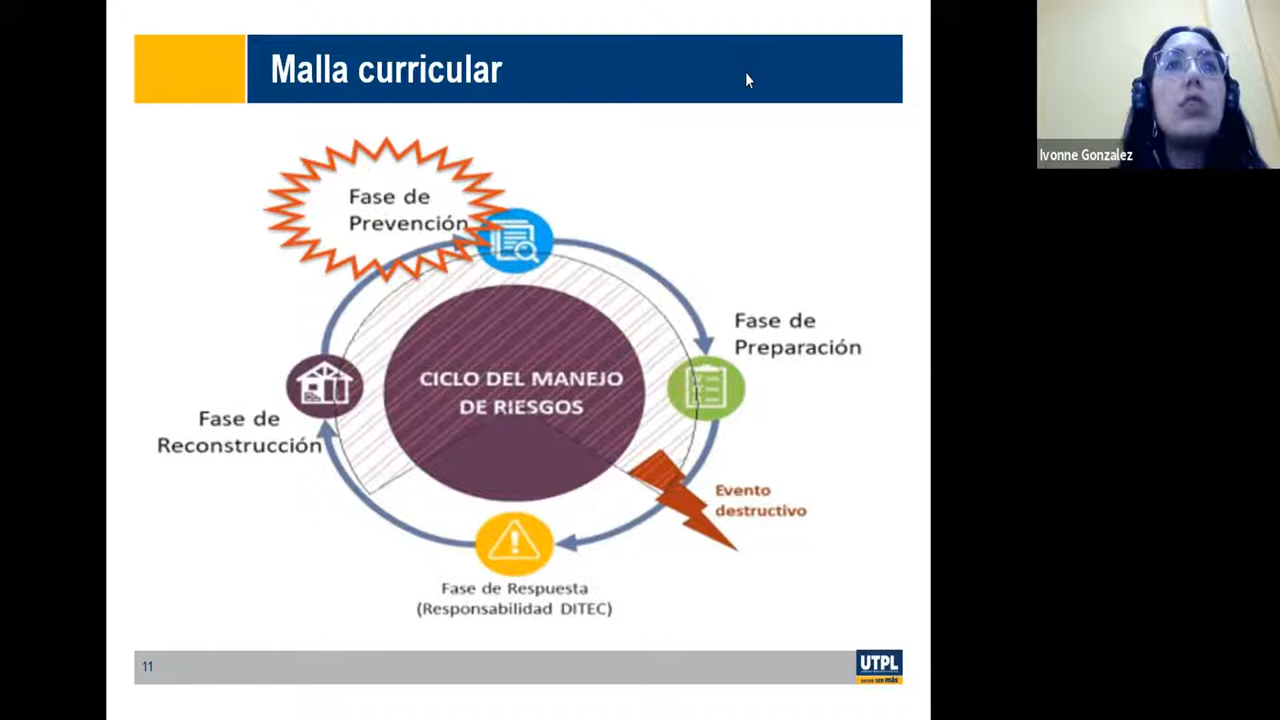 Malla curricular
Ivonne Gonzalez
Fase de
Prevención
Fase de
Preparación
CICLO DEL MANEJO
DE RIESGOS
Fase de
Reconstrucción
Evento
destructivo
Fase de Respuesta
(Responsabilidad DITEC)
11
UTPL